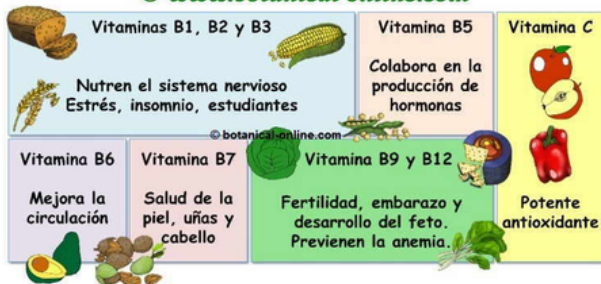 Vitaminas B1, B2 y B3
Nutren el sistema nervioso
Estrés, insomnio, estudiantes
Vitamina B5
Colabora en la
producción de
hormonas
Vitamina C
Potente
antioxidante
© botanical-online.com
Vitamina B6
Mejora la
circulación
Vitamina B7
Salud de la
piel, uñas y
cabello
Vitamina B9 y B12
Fertilidad, embarazo y
desarrollo del feto.
Previenen la anemia.